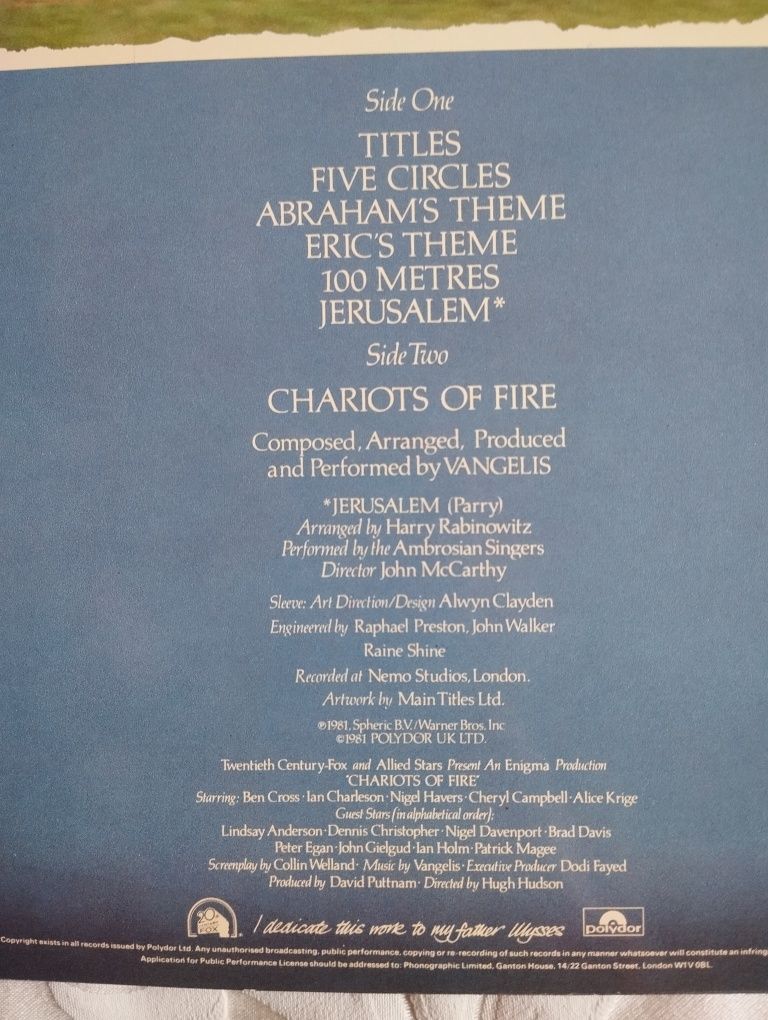 Side One
TITLES
FIVE CIRCLES
ABRAHAM'S THEME
ERIC'S THEME
100 METRES
JERUSALEM*
Side Two
CHARIOTS OF FIRE
Composed, Arranged, Produced
and Performed by VANGELIS
*JERUSALEM (Parry)
Arranged by Harry Rabinowitz
Performed by the Ambrosian Singers
Director John McCarthy
Sleeve: Art Direction/Design Alwyn Clayden
Engineered by Raphael Preston, John Walker
Raine Shine
Recorded at Nemo Studios, London.
Artwork by Main Titles Ltd.
℗1981, Spheric B.V./Warner Bros. Inc
©1981 POLYDOR UK LTD.
Twentieth Century-Fox and Allied Stars Present An Enigma Production
"CHARIOTS OF FIRE"
Starring: Ben Cross · Ian Charleson · Nigel Havers · Cheryl Campbell · Alice Krige
Guest Stars (in alphabetical order):
Lindsay Anderson · Dennis Christopher · Nigel Davenport · Brad Davis
Peter Egan · John Gielgud · Ian Holm · Patrick Magee
Screenplay by Collin Welland · Music by Vangelis · Executive Producer Dodi Fayed
Produced by David Puttnam · Directed by Hugh Hudson
20th Century FOX I dedicate this work to my father Ulysses polydor
Copyright exists in all records issued by Polydor Ltd. Any unauthorised broadcasting, public performance, copying or re-recording of such records in any manner whatsoever will constitute an infring
Application for Public Performance License should be addressed to: Phonographic Limited, Ganton House, 14/22 Ganton Street, London W1V 0BL.